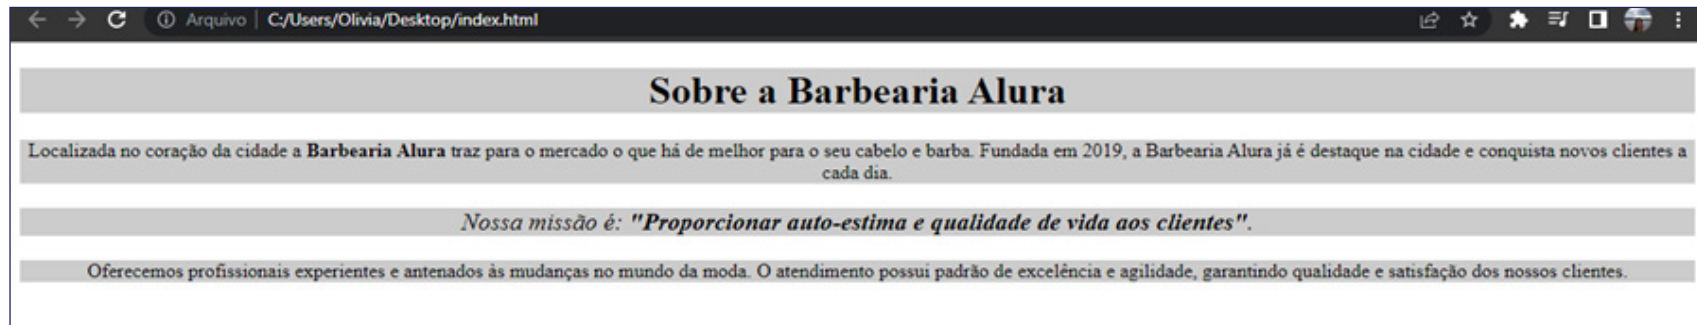 Arquivo | C:/Users/Olivia/Desktop/index.html
Sobre a Barbearia Alura
Localizada no coração da cidade a Barbearia Alura traz para o mercado o que há de melhor para o seu cabelo e barba. Fundada em 2019, a Barbearia Alura já é destaque na cidade e conquista novos clientes a
cada dia.
Nossa missão é: "Proporcionar auto-estima e qualidade de vida aos clientes".
Oferecemos profissionais experientes e antenados às mudanças no mundo da moda. O atendimento possui padrão de excelência e agilidade, garantindo qualidade e satisfação dos nossos clientes.